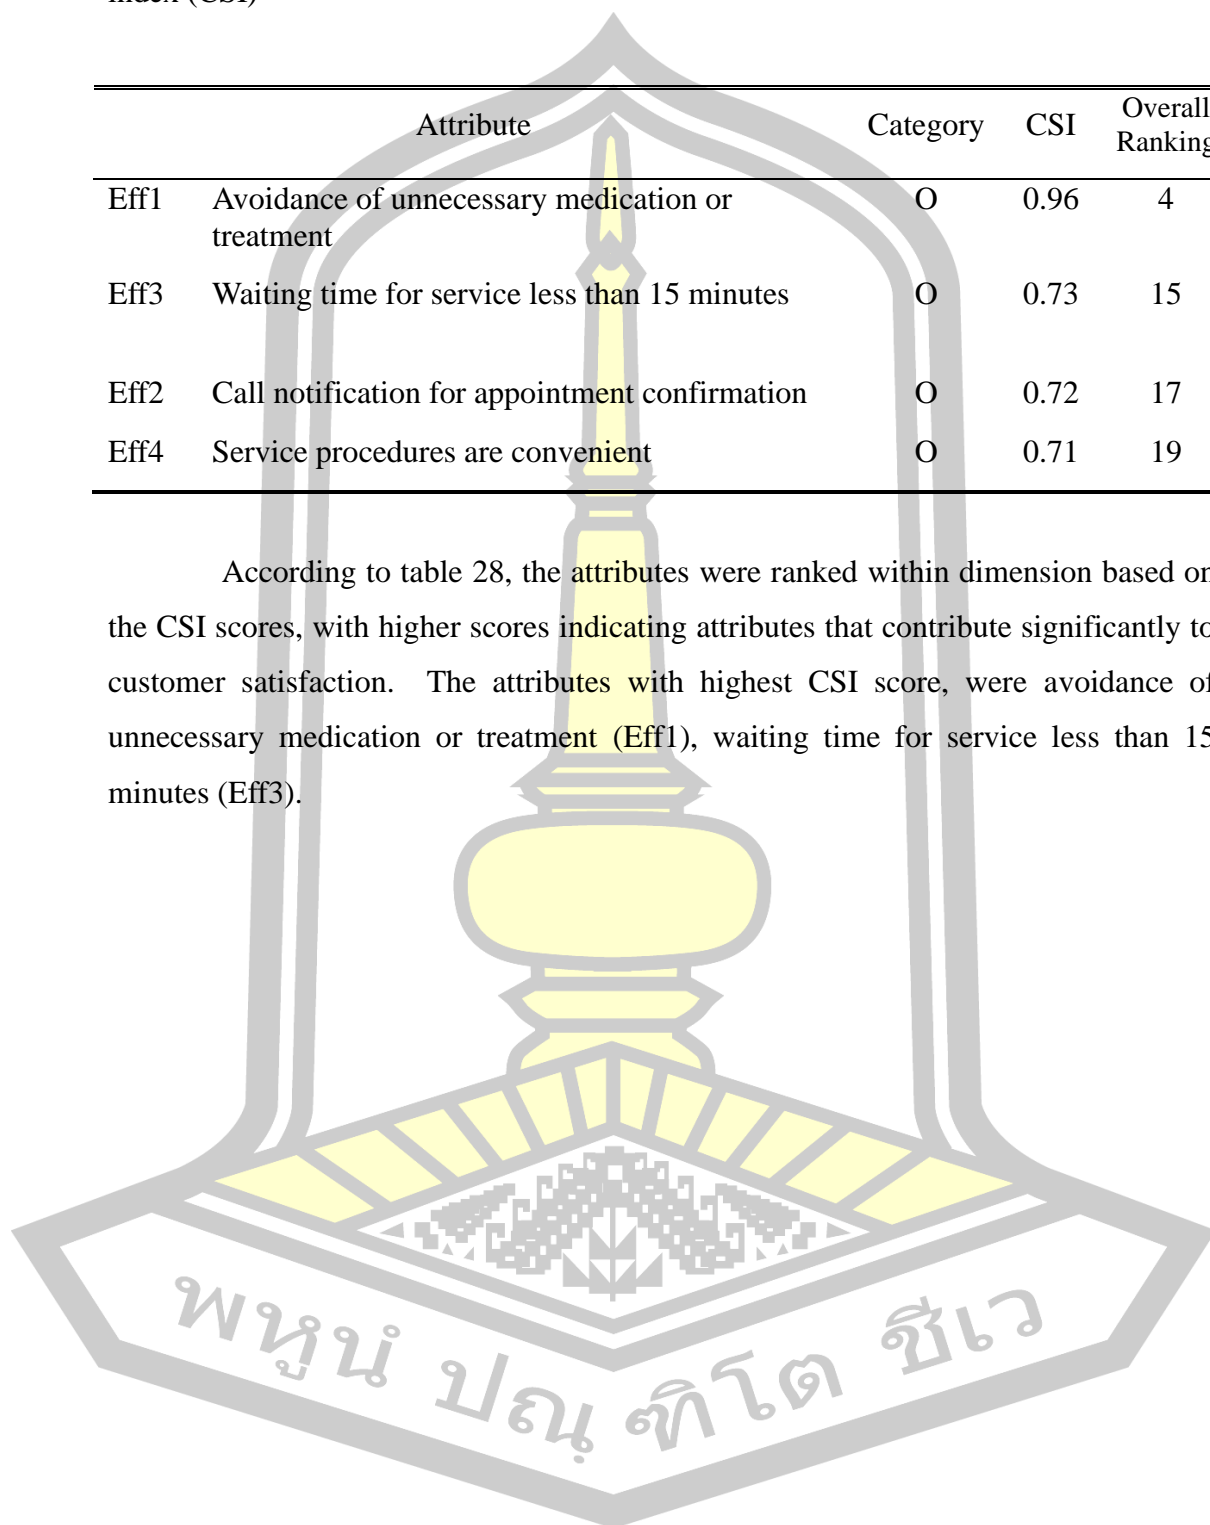 index (CSI)
Attribute Category CSI Overall Ranking
Eff1 Avoidance of unnecessary medication or treatment O 0.96 4
Eff3 Waiting time for service less than 15 minutes O 0.73 15
Eff2 Call notification for appointment confirmation O 0.72 17
Eff4 Service procedures are convenient O 0.71 19
According to table 28, the attributes were ranked within dimension based on
the CSI scores, with higher scores indicating attributes that contribute significantly to
customer satisfaction. The attributes with highest CSI score, were avoidance of
unnecessary medication or treatment (Eff1), waiting time for service less than 15
minutes (Eff3).
พหูนํ ปณฺฑิโต ชีเว